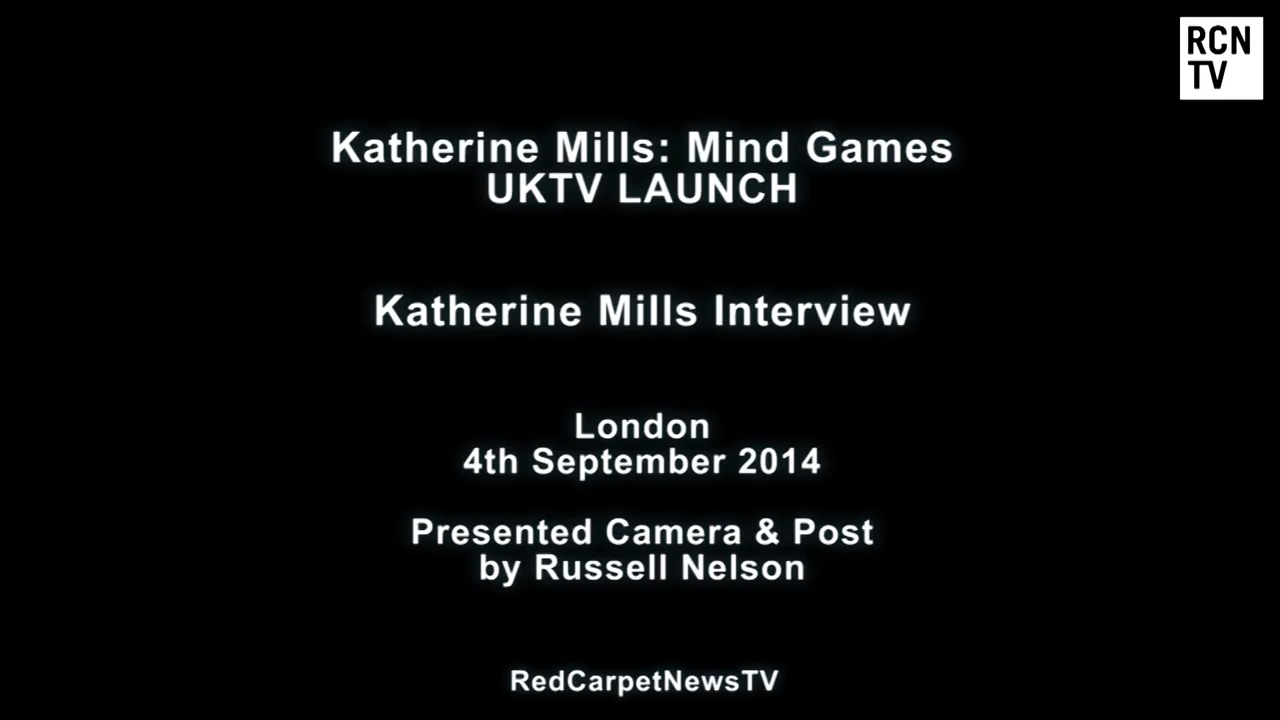 RCN
TV
Katherine Mills: Mind Games
UKTV LAUNCH
Katherine Mills Interview
London
4th September 2014
Presented Camera & Post
by Russell Nelson
RedCarpetNewsTV